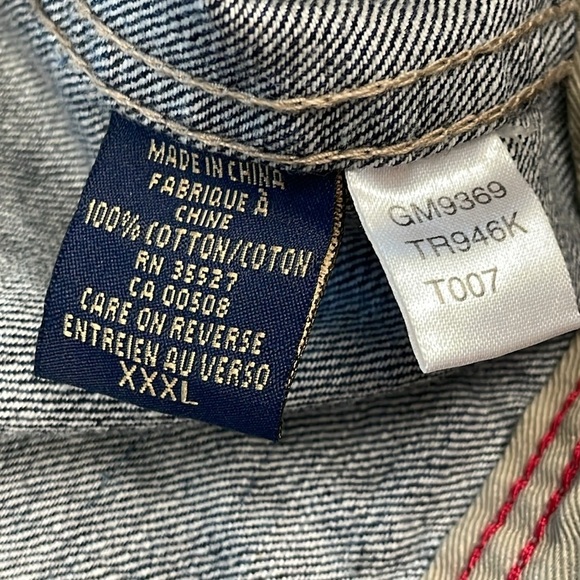 MADE IN CHINA
FABRIQUE À
CHINE
100% COTTON/COTON
RN 35527
CA 00508
CARE ON REVERSE
ENTREIEN AU VERSO
XXXL
GM9369
TR946K
T007